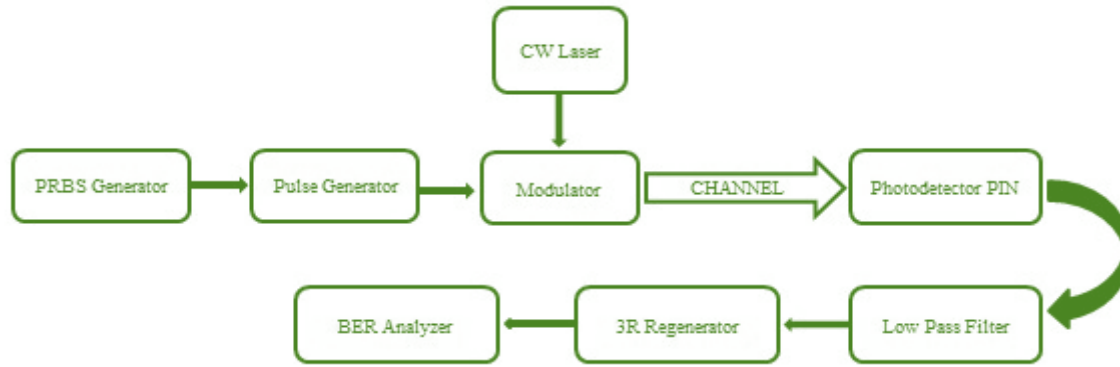 CW Laser
PRBS Generator
Pulse Generator
Modulator
CHANNEL
Photodetector PIN
BER Analyzer
3R Regenerator
Low Pass Filter